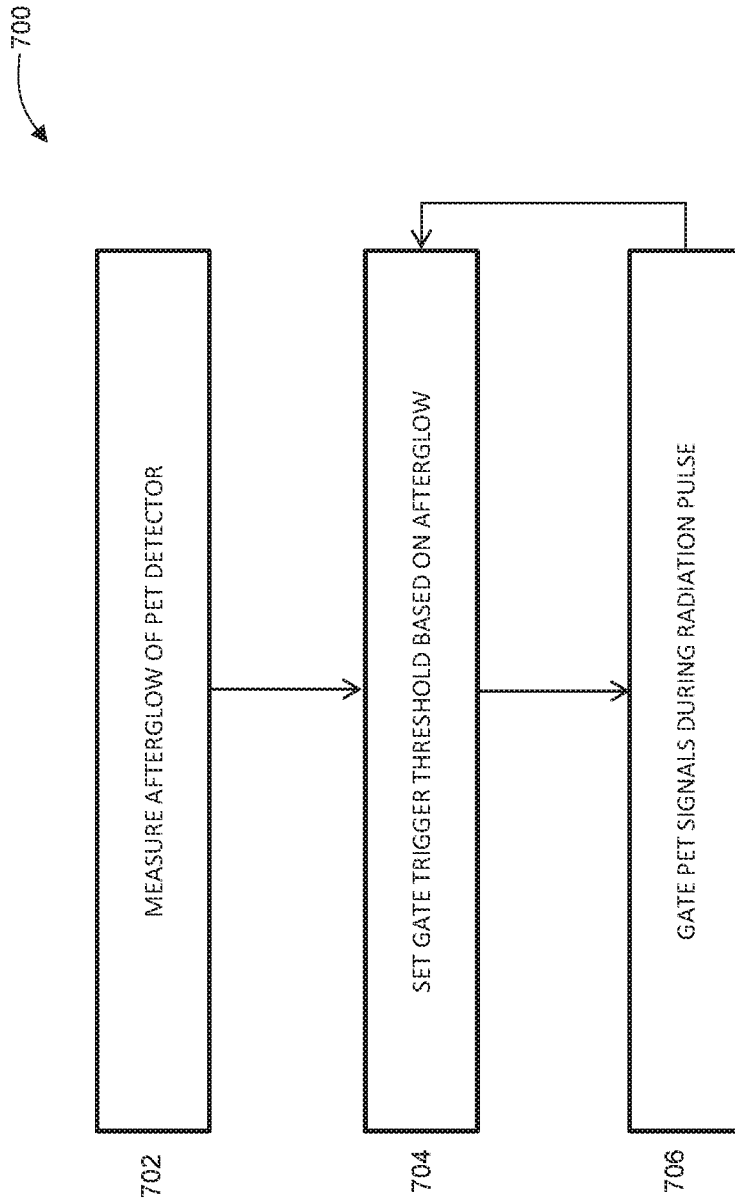 700
702
MEASURE AFTERGLOW OF PET DETECTOR
704
SET GATE TRIGGER THRESHOLD BASED ON AFTERGLOW
706
GATE PET SIGNALS DURING RADIATION PULSE